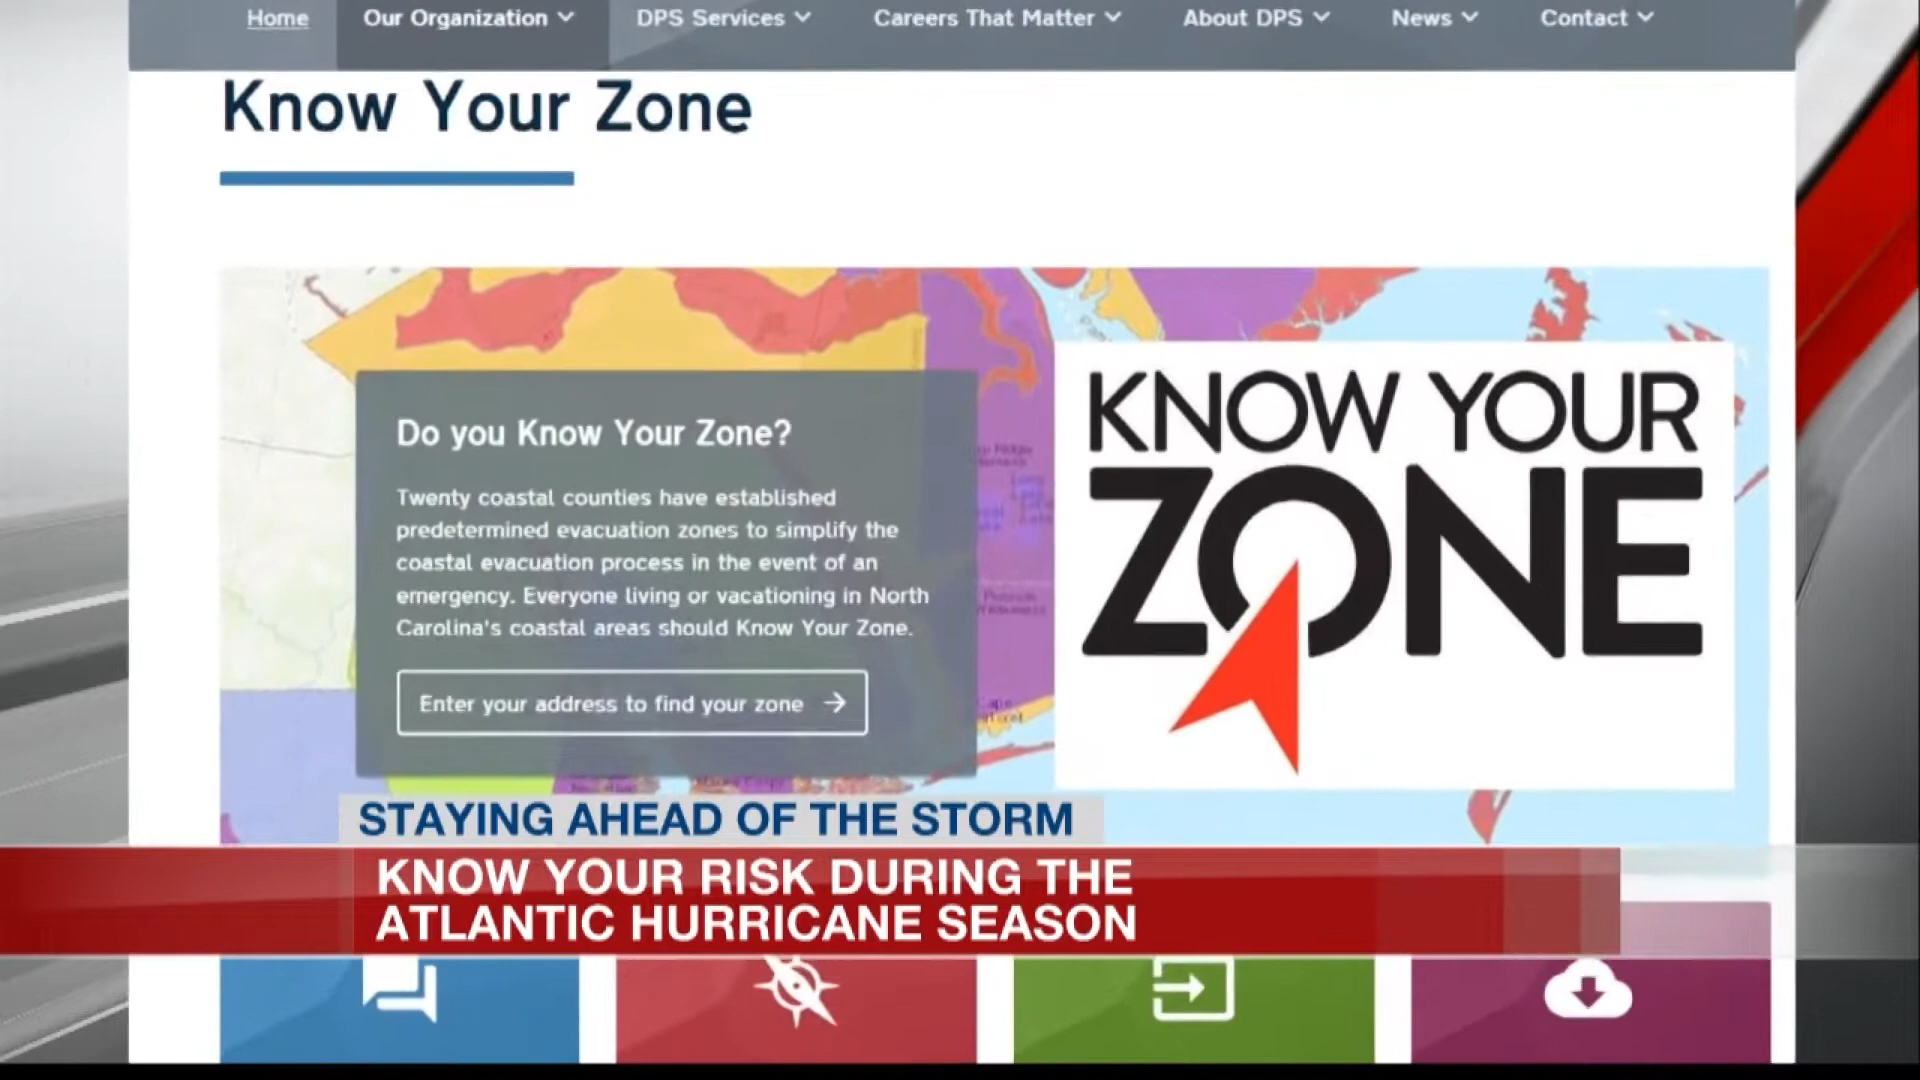 Home Our Organization DPS Services Careers That Matter About DPS News Contact
Know Your Zone
Do you Know Your Zone?
Twenty coastal counties have established
predetermined evacuation zones to simplify the
coastal evacuation process in the event of an
emergency. Everyone living or vacationing in North
Carolina's coastal areas should Know Your Zone.
Enter your address to find your zone
KNOW YOUR
ZONE
STAYING AHEAD OF THE STORM
KNOW YOUR RISK DURING THE
ATLANTIC HURRICANE SEASON